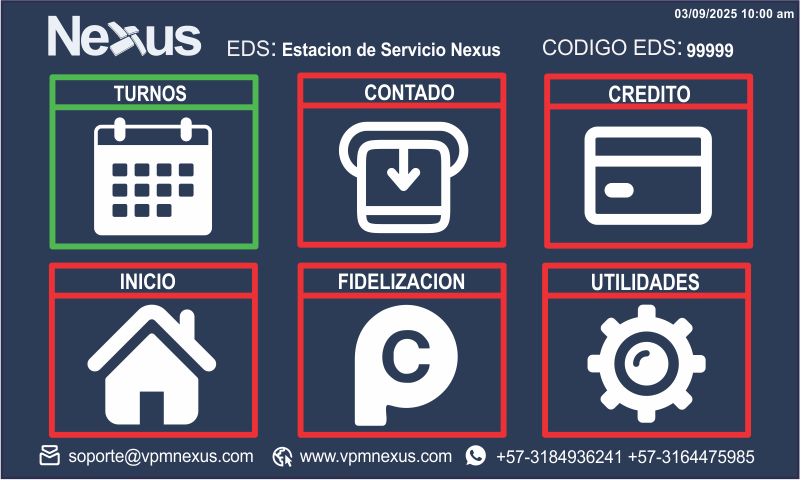 03/09/2025 10:00 am
Nexus EDS: Estacion de Servicio Nexus CODIGO EDS: 99999
TURNOS CONTADO CREDITO
INICIO FIDELIZACION UTILIDADES
C
soporte@vpmnexus.com www.vpmnexus.com +57-3184936241 +57-3164475985